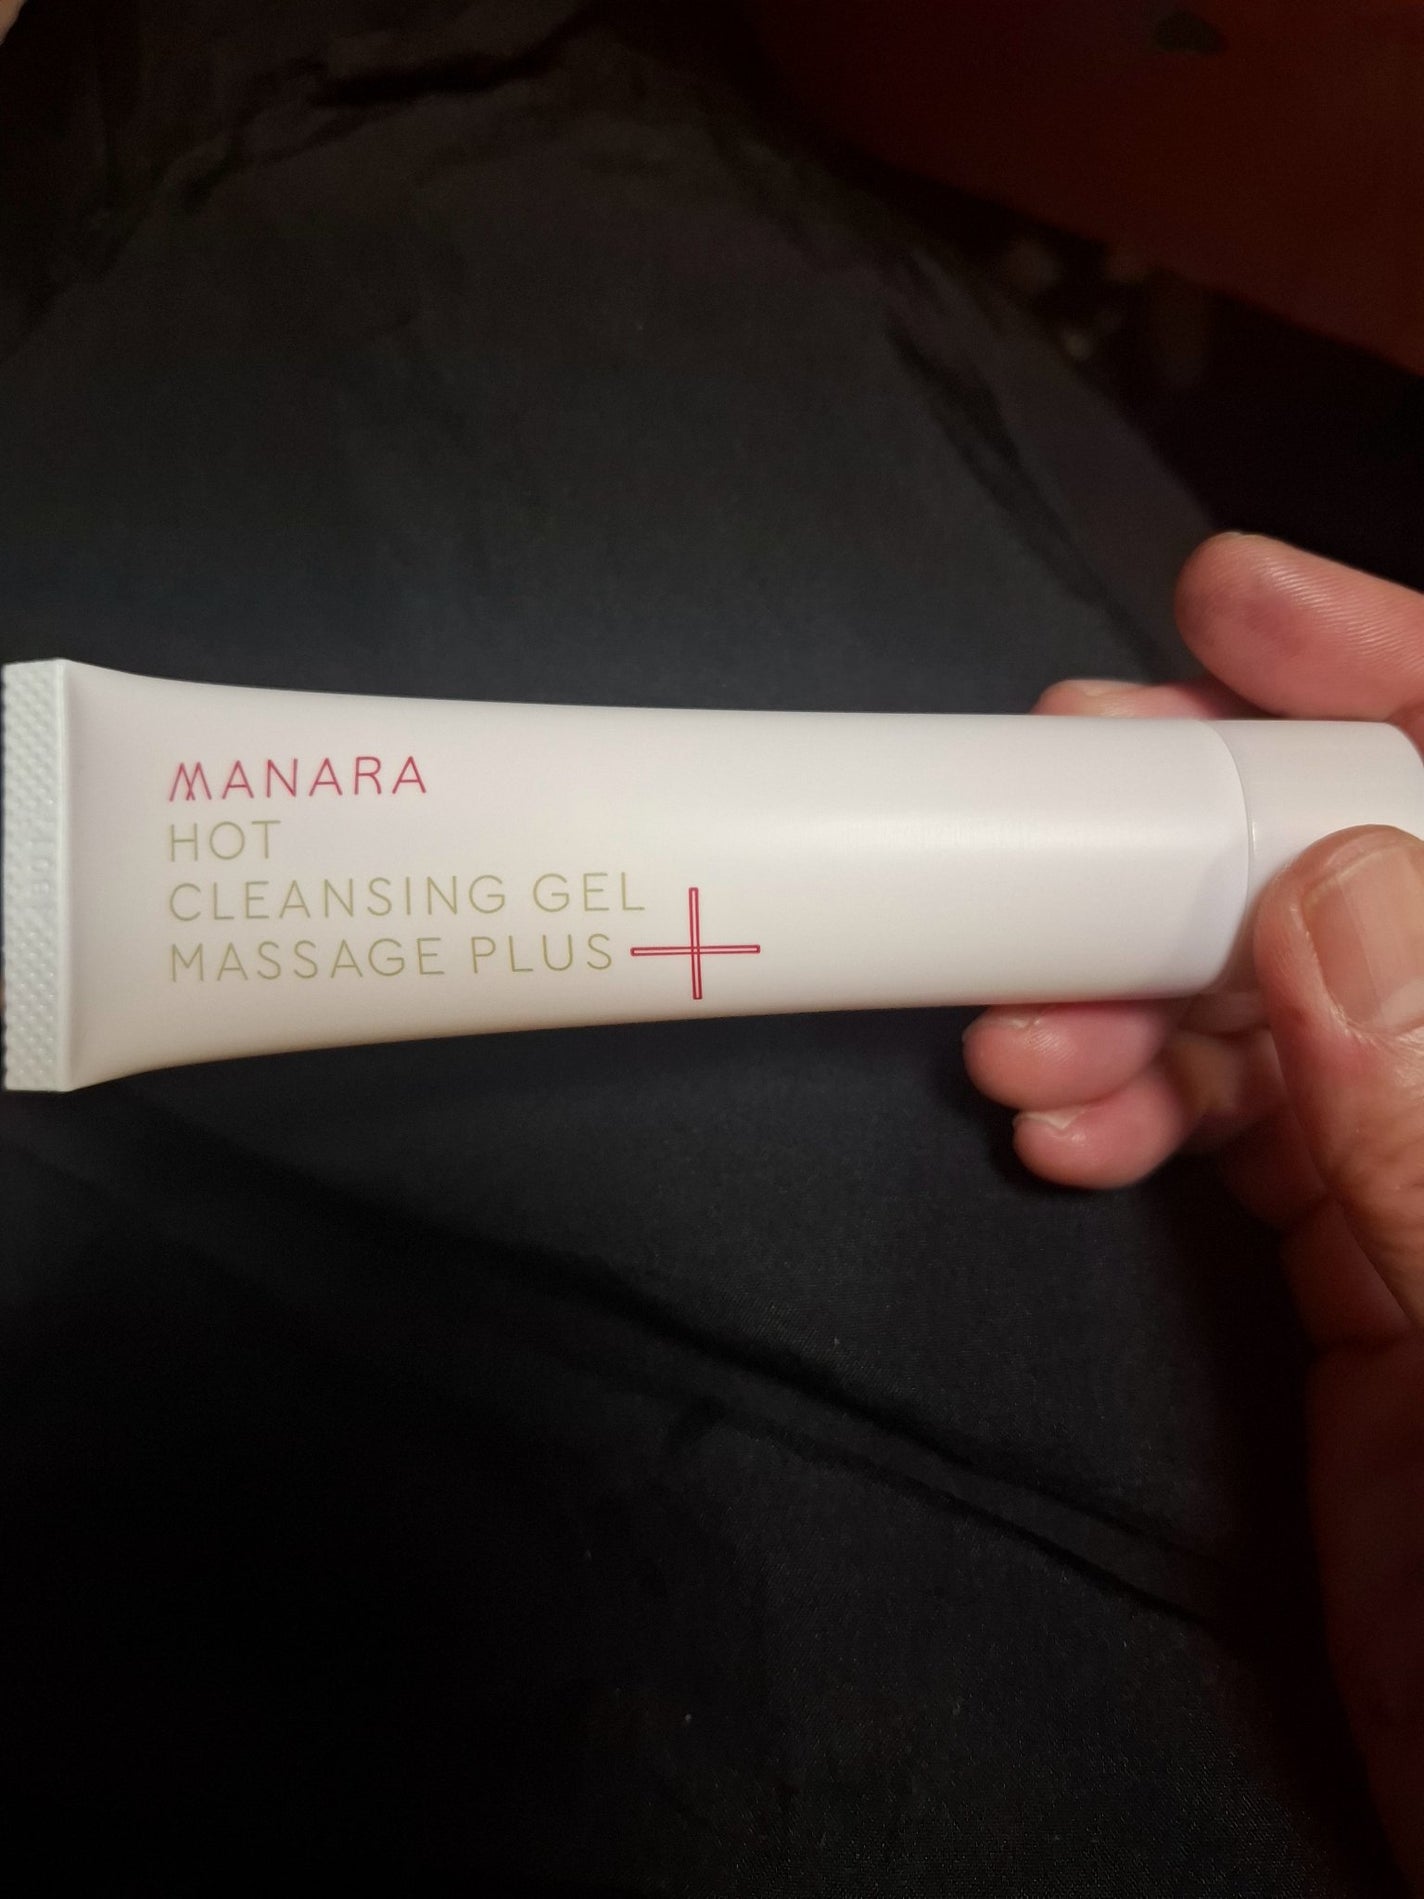 MANARA
HOT
CLEANSING GEL
MASSAGE PLUS